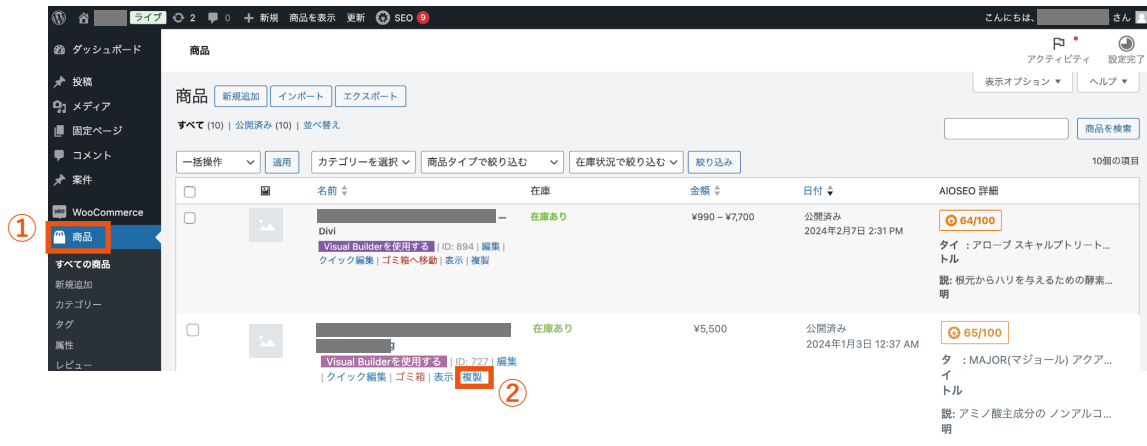 ライブ 2 0 + 新規 商品を表示 更新 SEO 9 こんにちは、 さん
ダッシュボード
投稿
メディア
固定ページ
コメント
案件
WooCommerce
① 商品
すべての商品
新規追加
カテゴリー
タグ
属性
レビュー
商品
アクティビティ 設定完了
表示オプション ▼ ヘルプ ▼
商品 新規追加 インポート エクスポート
すべて (10) | 公開済み (10) | 並べ替え
商品を検索
一括操作 適用 カテゴリーを選択 商品タイプで絞り込む 在庫状況で絞り込む 絞り込み 10個の項目
名前 在庫 金額 日付 AIOSEO 詳細
— 在庫あり ¥990 – ¥7,700 公開済み 64/100
Divi 2024年2月7日 2:31 PM
Visual Builderを使用する | ID: 894 | 編集 |
クイック編集 | ゴミ箱へ移動 | 表示 | 複製
タイ : アローブ スキャルプトリート...
トル
説: 根元からハリを与えるための酵素...
明
在庫あり ¥5,500 公開済み 65/100
g 2024年1月3日 12:37 AM
Visual Builderを使用する | ID: 727 | 編集
| クイック編集 | ゴミ箱 | 表示 複製
②
タ : MAJOR(マジョール) アクア...
イ
トル
説: アミノ酸主成分の ノンアルコ...
明